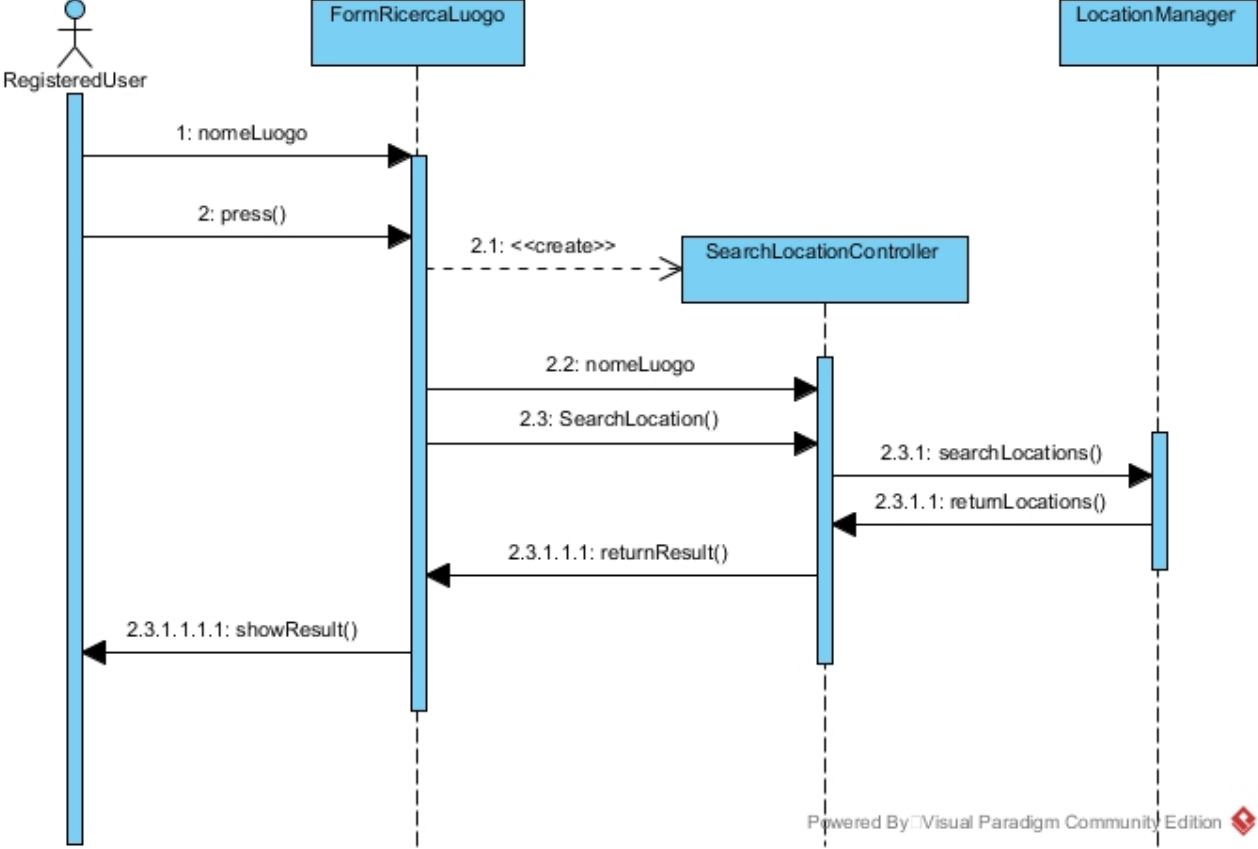 FormRicercaLuogo
LocationManager
RegisteredUser
1: nomeLuogo
2: press()
2.1: <<create>>
SearchLocationController
2.2: nomeLuogo
2.3: SearchLocation()
2.3.1: searchLocations()
2.3.1.1: returnLocations()
2.3.1.1.1: returnResult()
2.3.1.1.1.1: showResult()
Powered By Visual Paradigm Community Edition